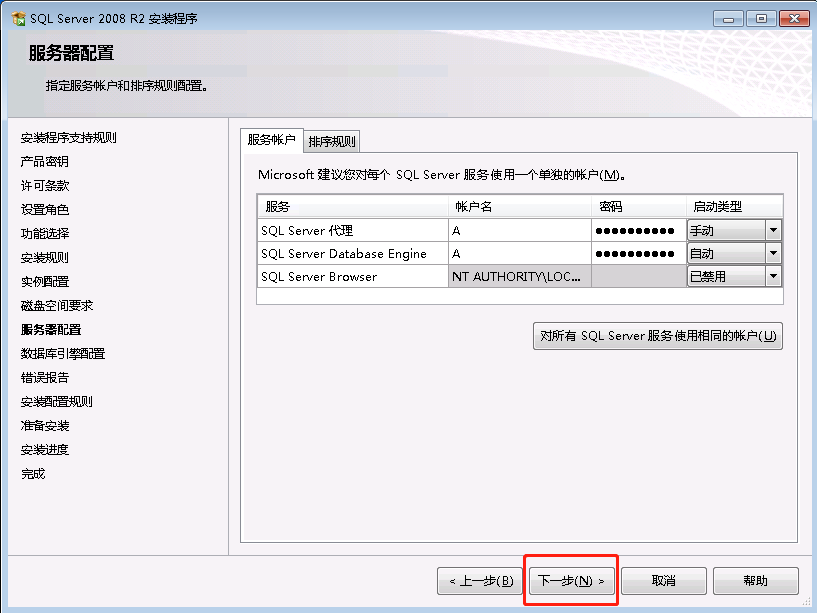 SQL Server 2008 R2 安装程序
服务器配置
指定服务帐户和排序规则配置。
安装程序支持规则
产品密钥
许可条款
设置角色
功能选择
安装规则
实例配置
磁盘空间要求
服务器配置
数据库引擎配置
错误报告
安装配置规则
准备安装
安装进度
完成
服务帐户 排序规则
Microsoft 建议您对每个 SQL Server 服务使用一个单独的帐户(M)。
服务 帐户名 密码 启动类型
SQL Server 代理 A ●●●●●●●●●● 手动
SQL Server Database Engine A ●●●●●●●●●● 自动
SQL Server Browser NT AUTHORITY\LOC... 已禁用
对所有 SQL Server 服务使用相同的帐户(U)
< 上一步(B) 下一步(N) > 取消 帮助